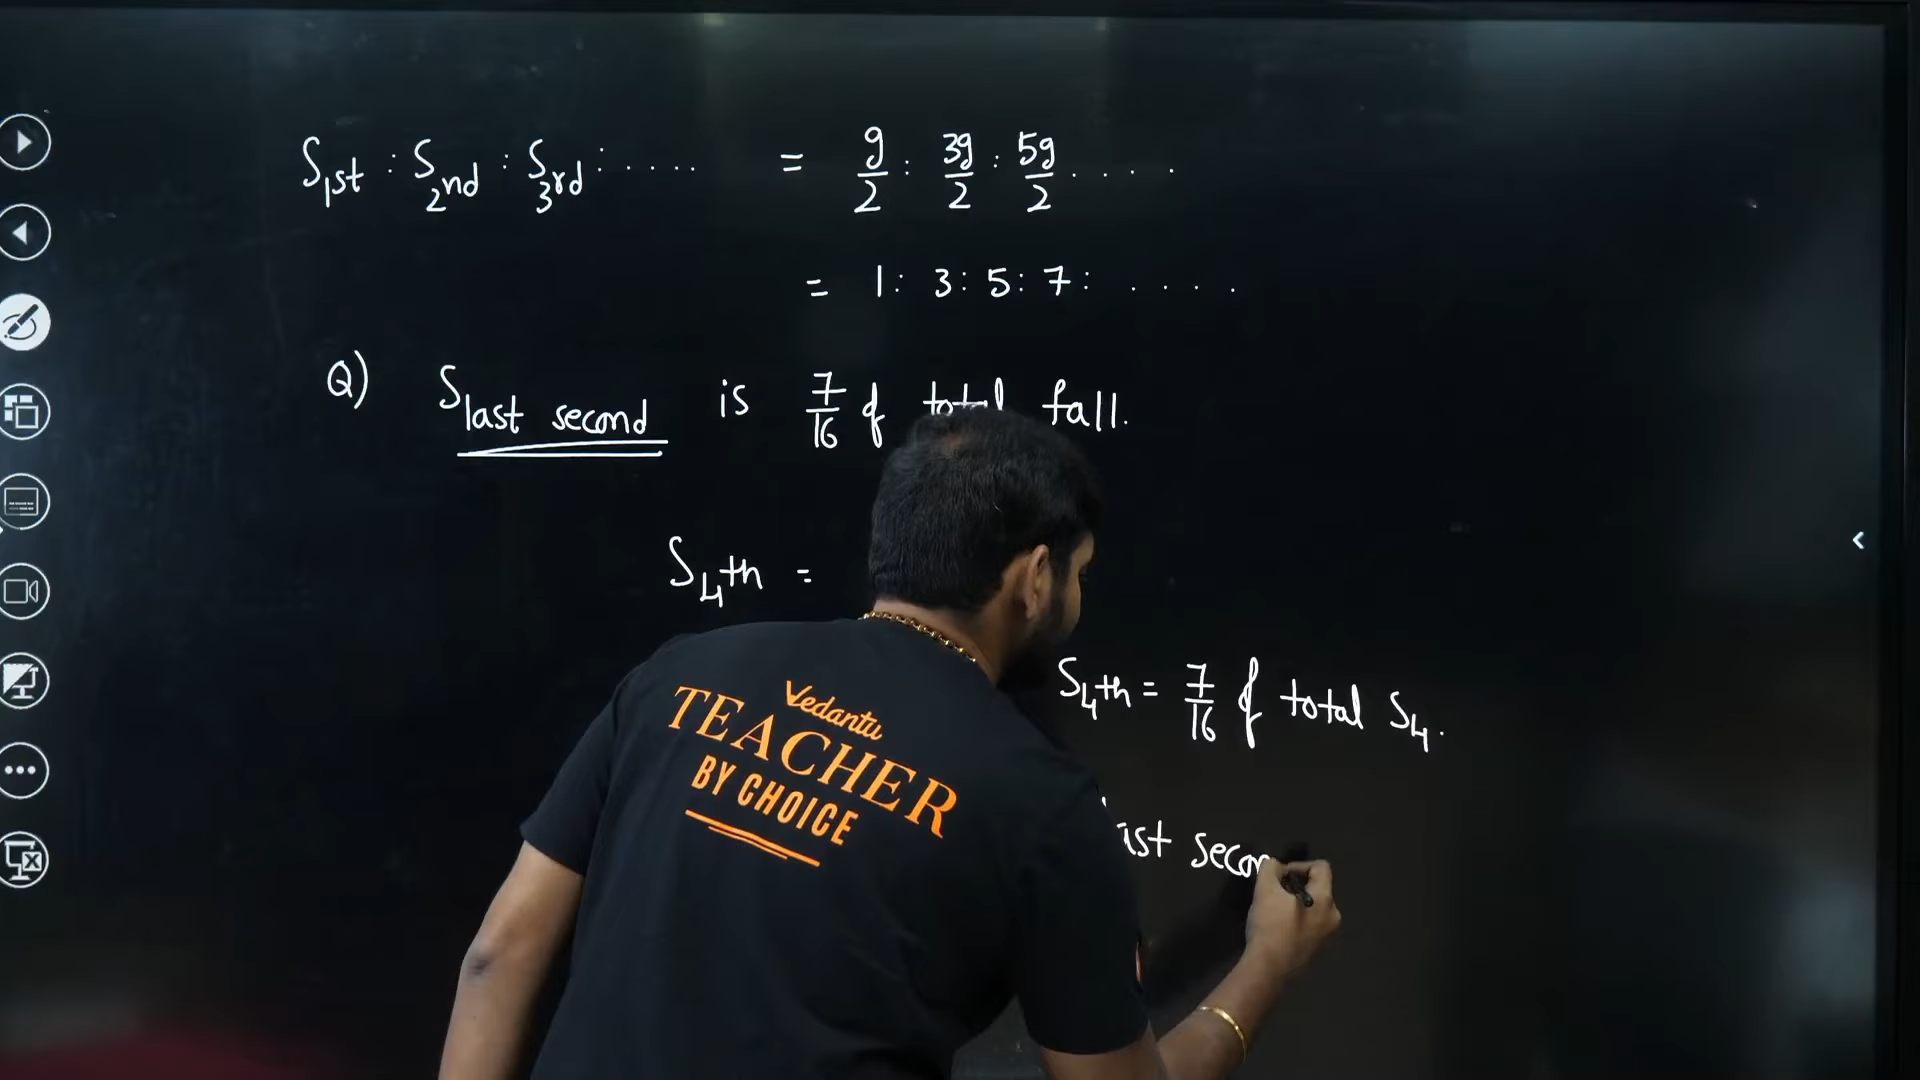 S1st : S2nd : S3rd : ..... = g/2 : 3g/2 : 5g/2 ....
= 1 : 3 : 5 : 7 : ....
Q) Slast second is 7/16 of total fall.
S4th =
S4th = 7/16 of total S4.
secon
Vedantu
TEACHER
BY CHOICE